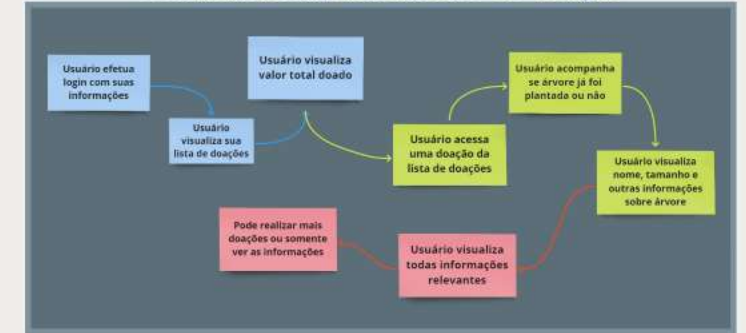 Usuário efetua
login com suas
informações
Usuário
visualiza sua
lista de doações
Usuário visualiza
valor total doado
Usuário acessa
uma doação da
lista de doações
Usuário acompanha
se árvore já foi
plantada ou não
Usuário visualiza
nome, tamanho e
outras informações
sobre árvore
Usuário visualiza
todas informações
relevantes
Pode realizar mais
doações ou somente
ver as informações